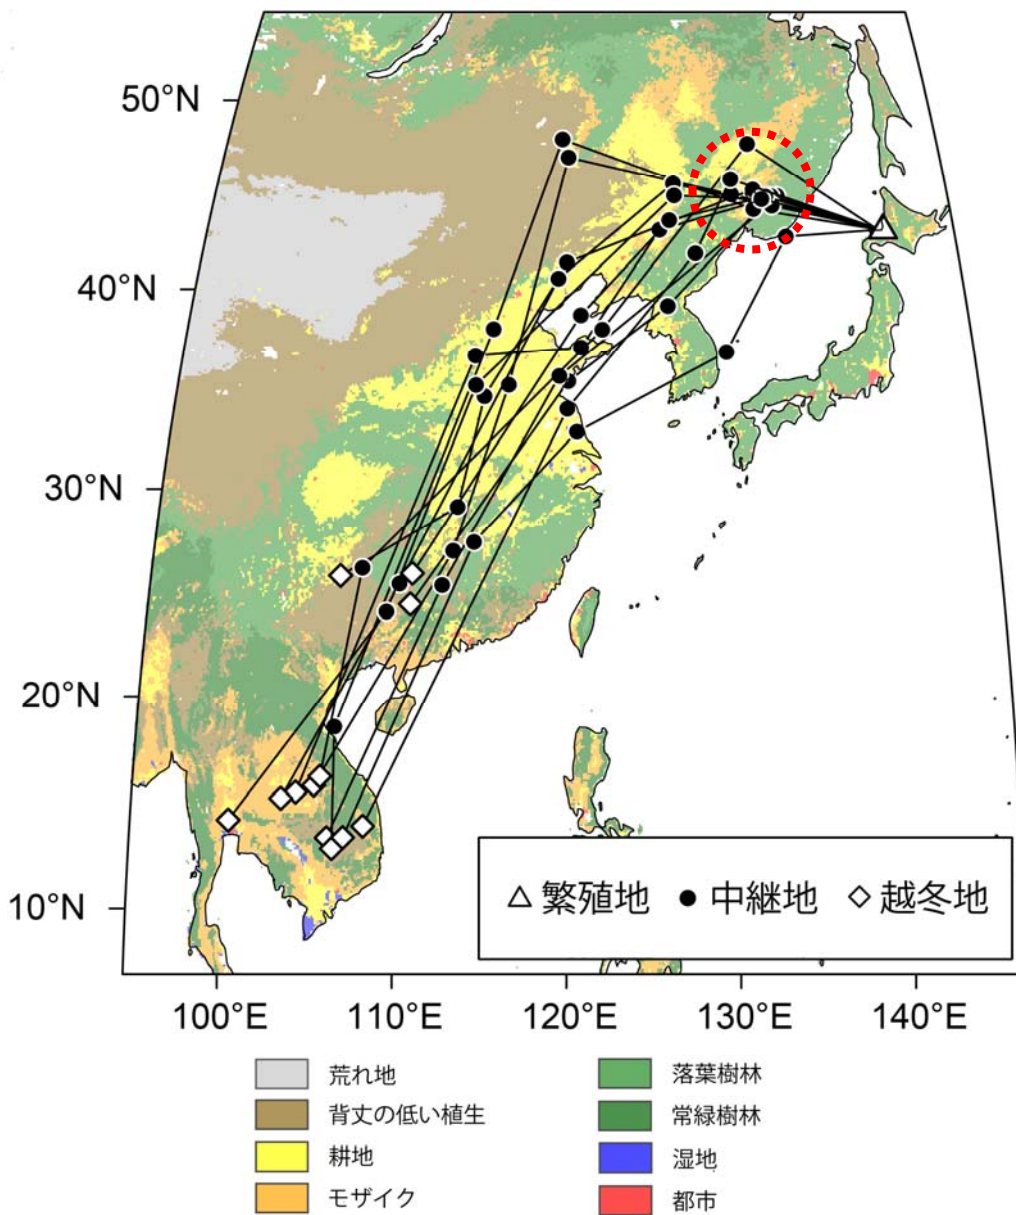 50°N
40°N
30°N
20°N
10°N
△ 繁殖地 ● 中継地 ◇ 越冬地
100°E 110°E 120°E 130°E 140°E
荒れ地
背丈の低い植生
耕地
モザイク
落葉樹林
常緑樹林
湿地
都市